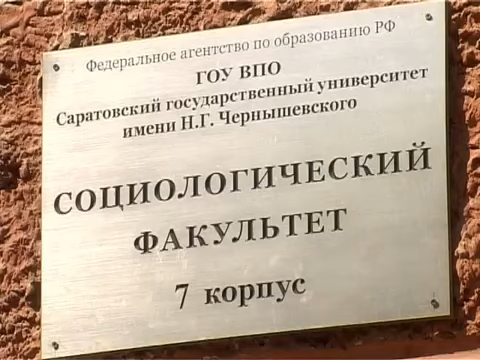 Федеральное агентство по образованию РФ
ГОУ ВПО
Саратовский государственный университет
имени Н.Г. Чернышевского
СОЦИОЛОГИЧЕСКИЙ
ФАКУЛЬТЕТ
7 корпус